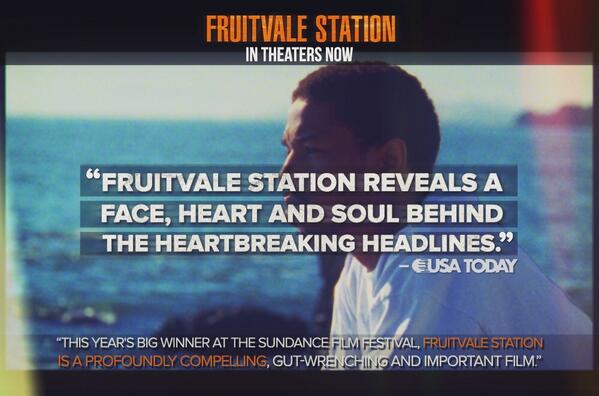 FRUITVALE STATION
IN THEATERS NOW
“FRUITVALE STATION REVEALS A
FACE, HEART AND SOUL BEHIND
THE HEARTBREAKING HEADLINES.”
– USA TODAY
“THIS YEAR'S BIG WINNER AT THE SUNDANCE FILM FESTIVAL, FRUITVALE STATION
IS A PROFOUNDLY COMPELLING, GUT-WRENCHING AND IMPORTANT FILM.”